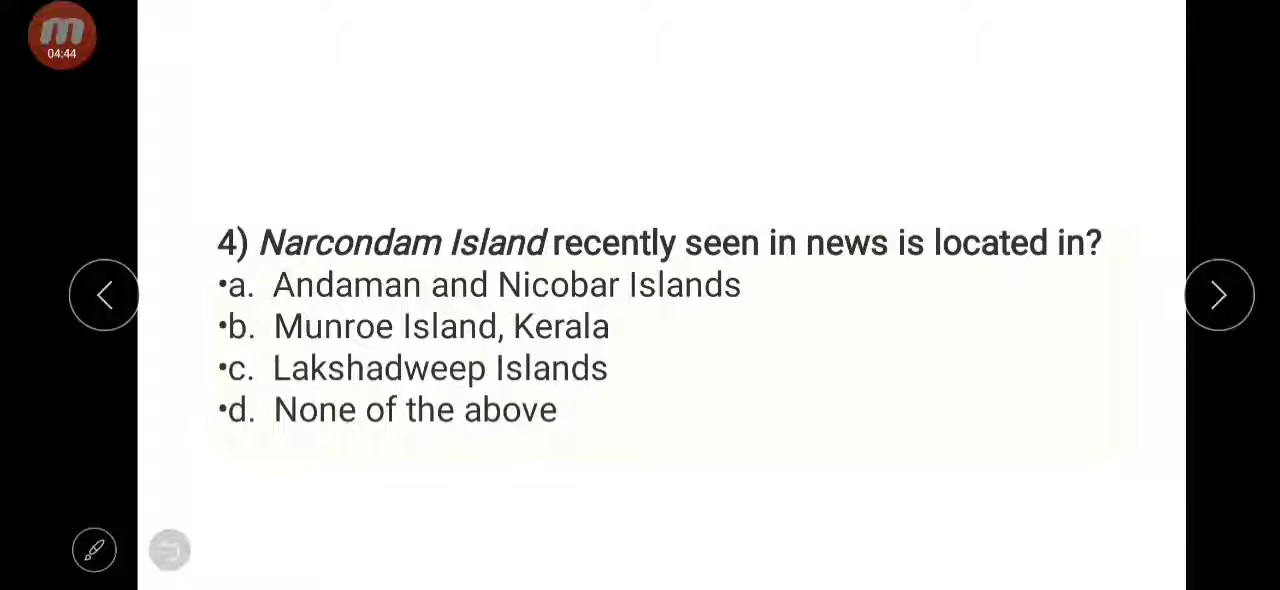 m
04:44
4) Narcondam Island recently seen in news is located in?
•a. Andaman and Nicobar Islands
•b. Munroe Island, Kerala
•c. Lakshadweep Islands
•d. None of the above